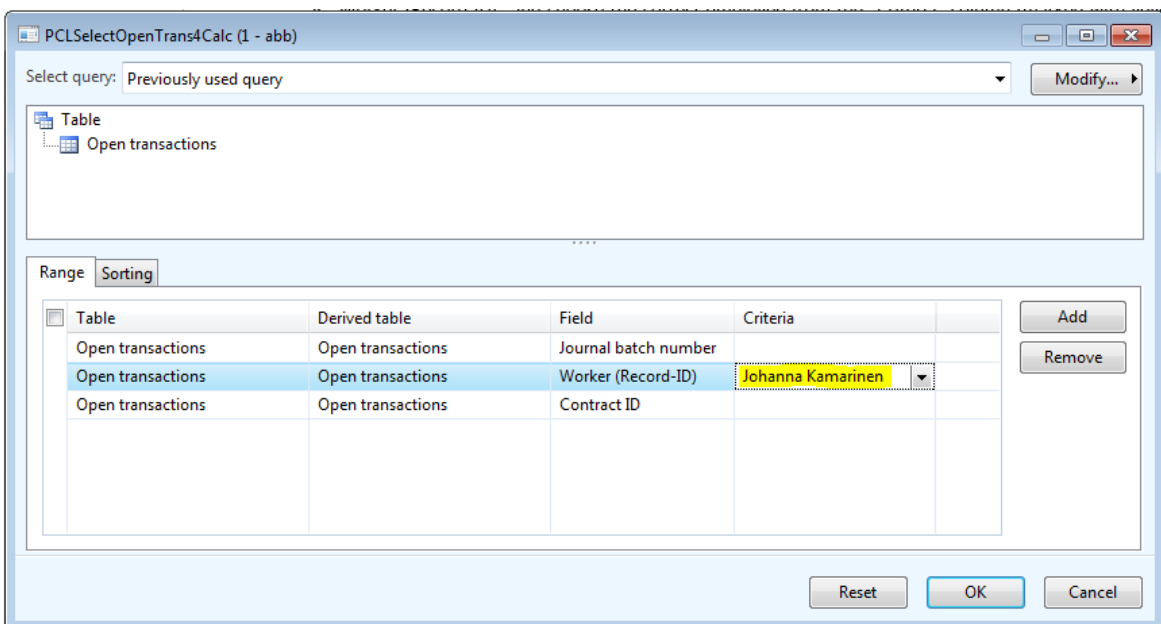 PCLSelectOpenTrans4Calc (1 - abb)
Select query: Previously used query Modify...
Table
Open transactions
Range Sorting
Table Derived table Field Criteria Add
Open transactions Open transactions Journal batch number
Remove
Open transactions Open transactions Worker (Record-ID) Johanna Kamarinen
Open transactions Open transactions Contract ID
Reset OK Cancel